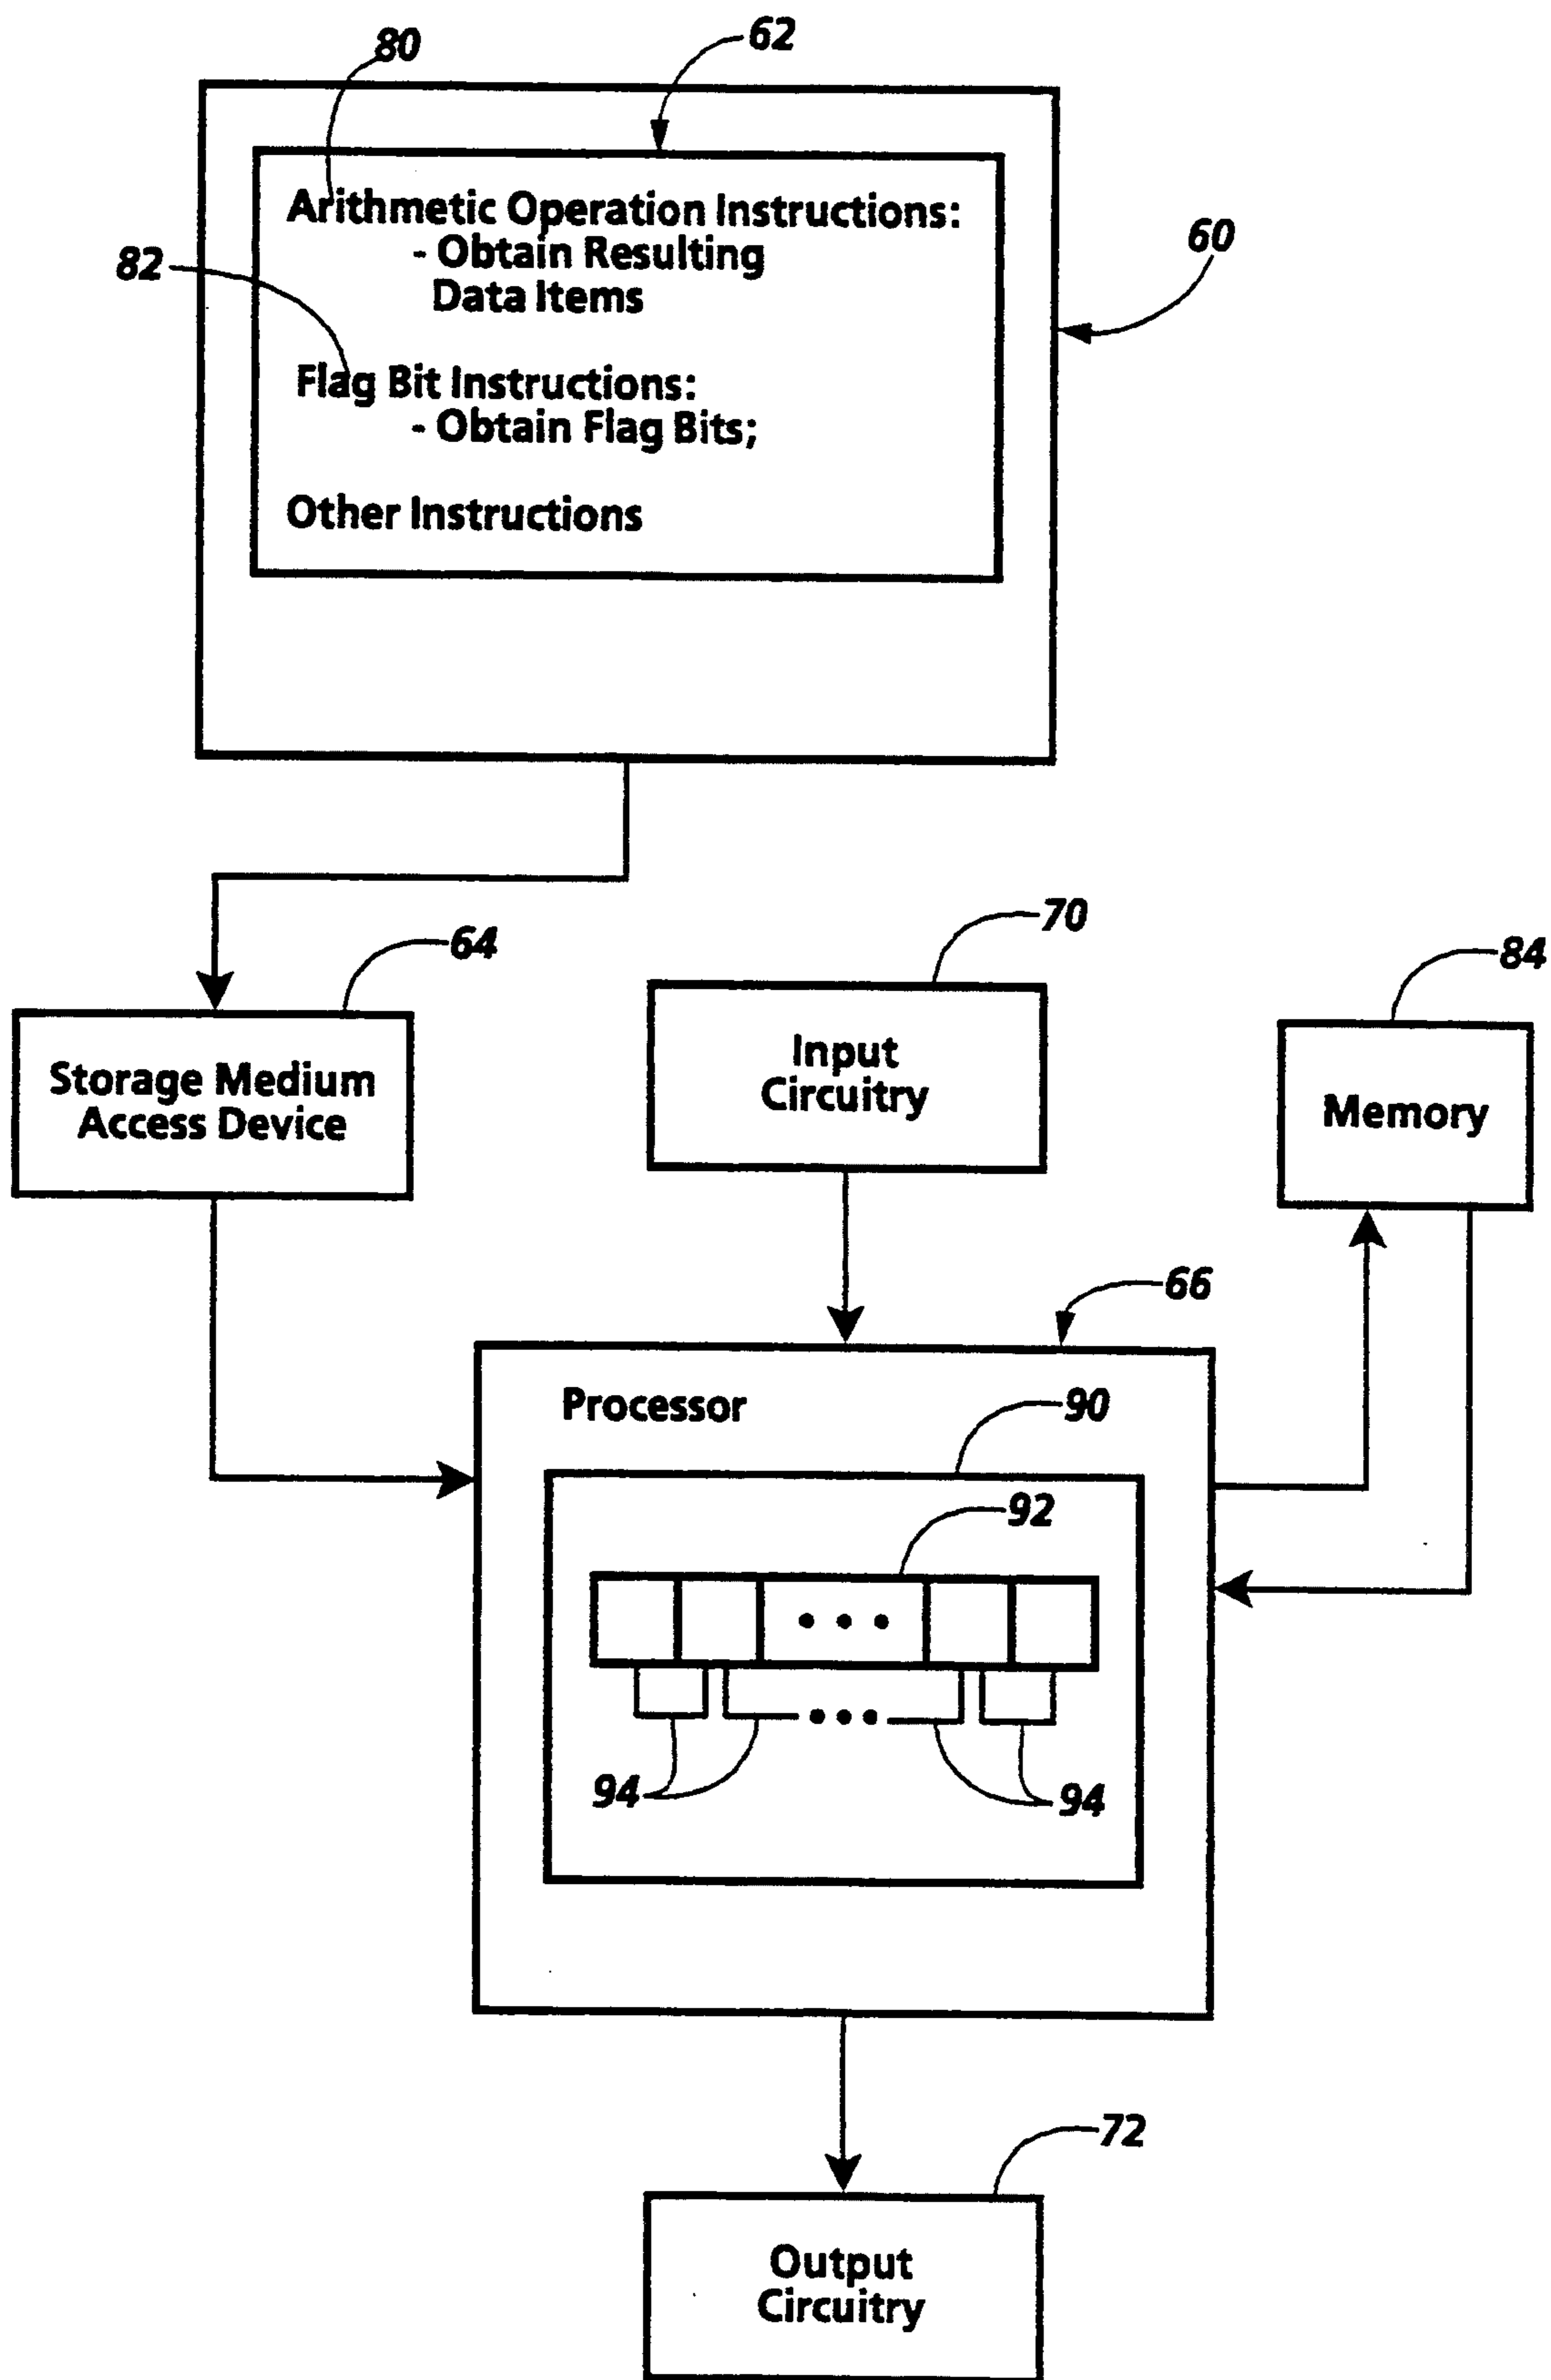 80
62
Arithmetic Operation Instructions:
- Obtain Resulting
Data Items
60
82
Flag Bit Instructions:
- Obtain Flag Bits;
Other Instructions
70
64
84
Storage Medium
Access Device
Input
Circuitry
Memory
66
Processor
90
92
• • •
•••
94
94
72
Output
Circuitry